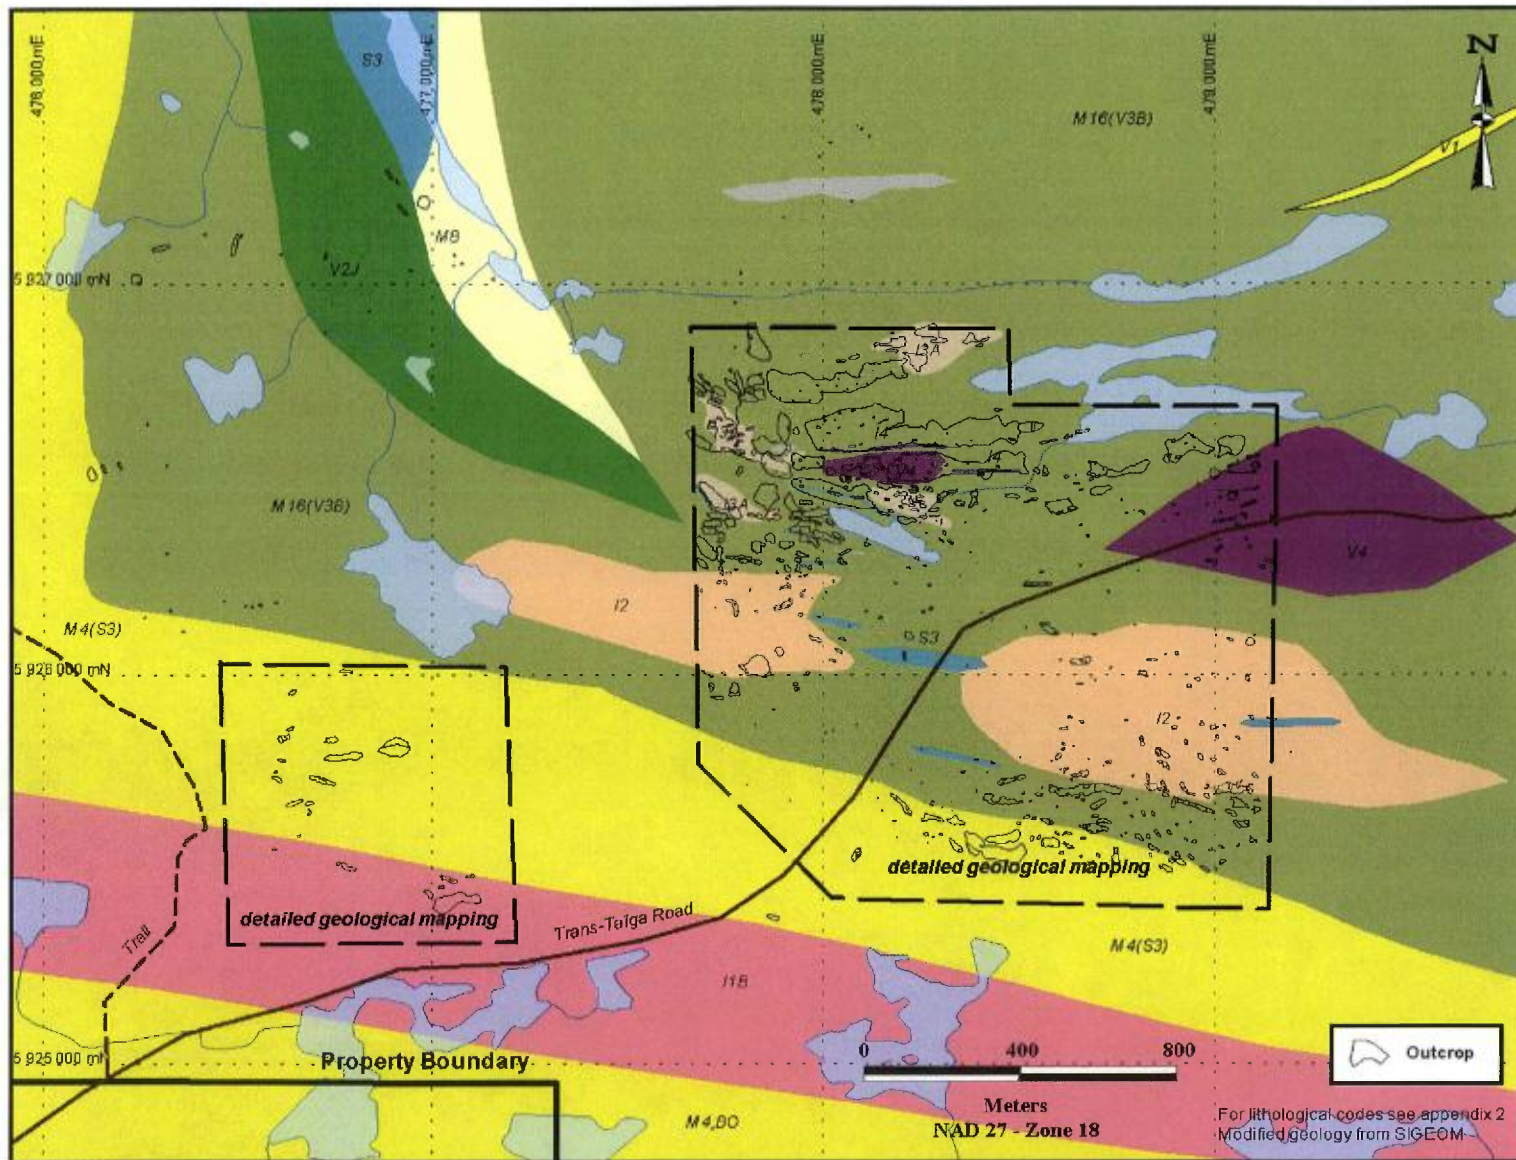 476 000 mE
S3
477 000 mE
478 000 mE
479 000 mE
N
M16(V3B)
V1
M8
V2J
5 927 000 mN
I3A
I4
I4
M16(V3B)
I3A
V4
I2
M4(S3)
S3
5 926 000 mN
I2
detailed geological mapping
detailed geological mapping
Trans-Taïga Road
Trail
M4(S3)
I1B
Outcrop
5 925 000 mN
Property Boundary
0 400 800
Meters
NAD 27 - Zone 18
M4,BO
For lithological codes see appendix 2
Modified geology from SIGEOM